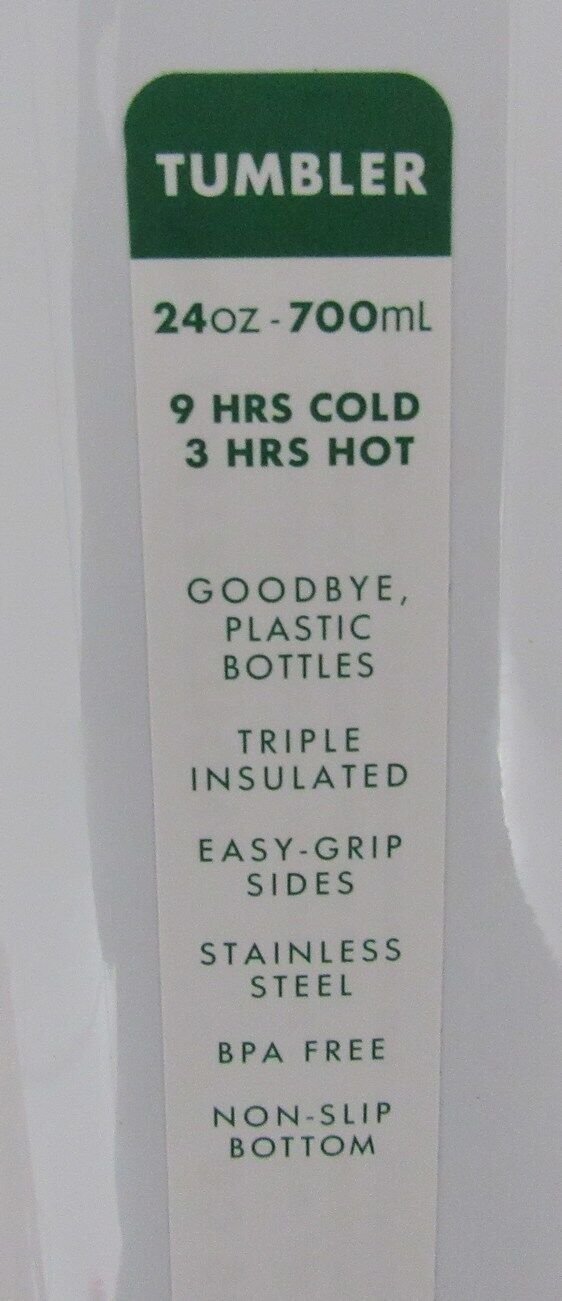 TUMBLER
24oz - 700mL
9 HRS COLD
3 HRS HOT
GOODBYE,
PLASTIC
BOTTLES
TRIPLE
INSULATED
EASY-GRIP
SIDES
STAINLESS
STEEL
BPA FREE
NON-SLIP
BOTTOM